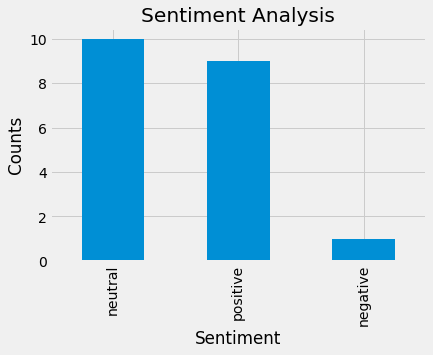 Sentiment Analysis
Counts
10
8
6
4
2
0
neutral
positive
negative
Sentiment